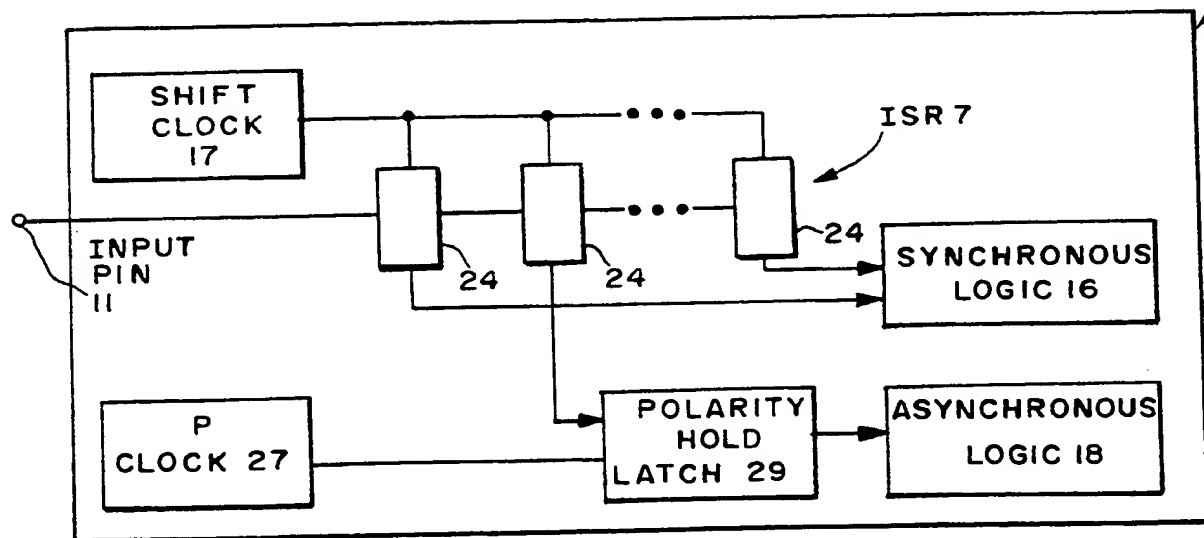 SHIFT
CLOCK
17
ISR 7
INPUT
PIN
11
24
24
24
SYNCHRONOUS
LOGIC 16
P
CLOCK 27
POLARITY
HOLD
LATCH 29
ASYNCHRONOUS
LOGIC 18